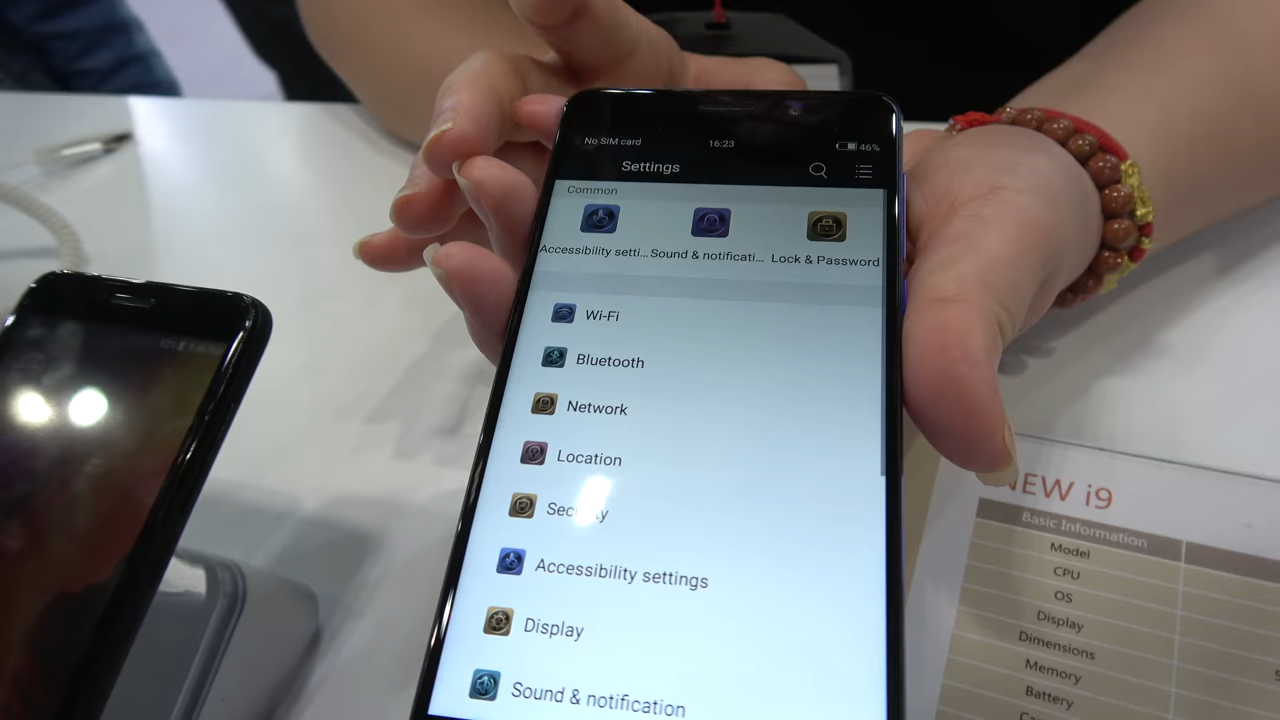 No SIM card 16:23 46%
Settings
Common
Accessibility setti... Sound & notificati... Lock & Password
Wi-Fi
Bluetooth
Network
Location
Security
Accessibility settings
Display
Sound & notification
NEW i9
Basic Information
Model
CPU
OS
Display
Dimensions
Memory
Battery